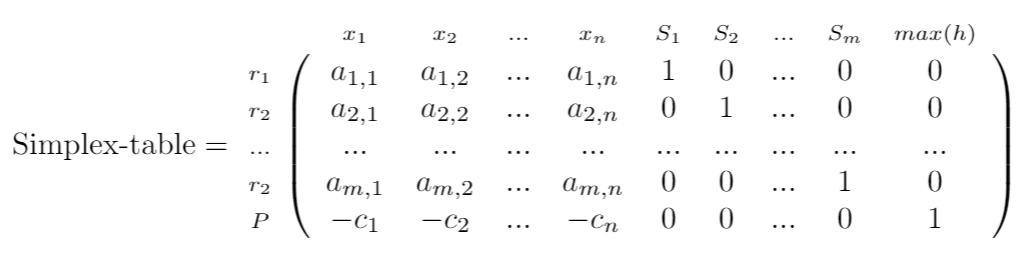 x₁ x₂ ... xₙ S₁ S₂ ... Sₘ max(h)
r₁ a₁,₁ a₁,₂ ... a₁,ₙ 1 0 ... 0 0
r₂ a₂,₁ a₂,₂ ... a₂,ₙ 0 1 ... 0 0
Simplex-table = ... ... ... ... ... ... ... ... ... ...
r₂ aₘ,₁ aₘ,₂ ... aₘ,ₙ 0 0 ... 1 0
P −c₁ −c₂ ... −cₙ 0 0 ... 0 1